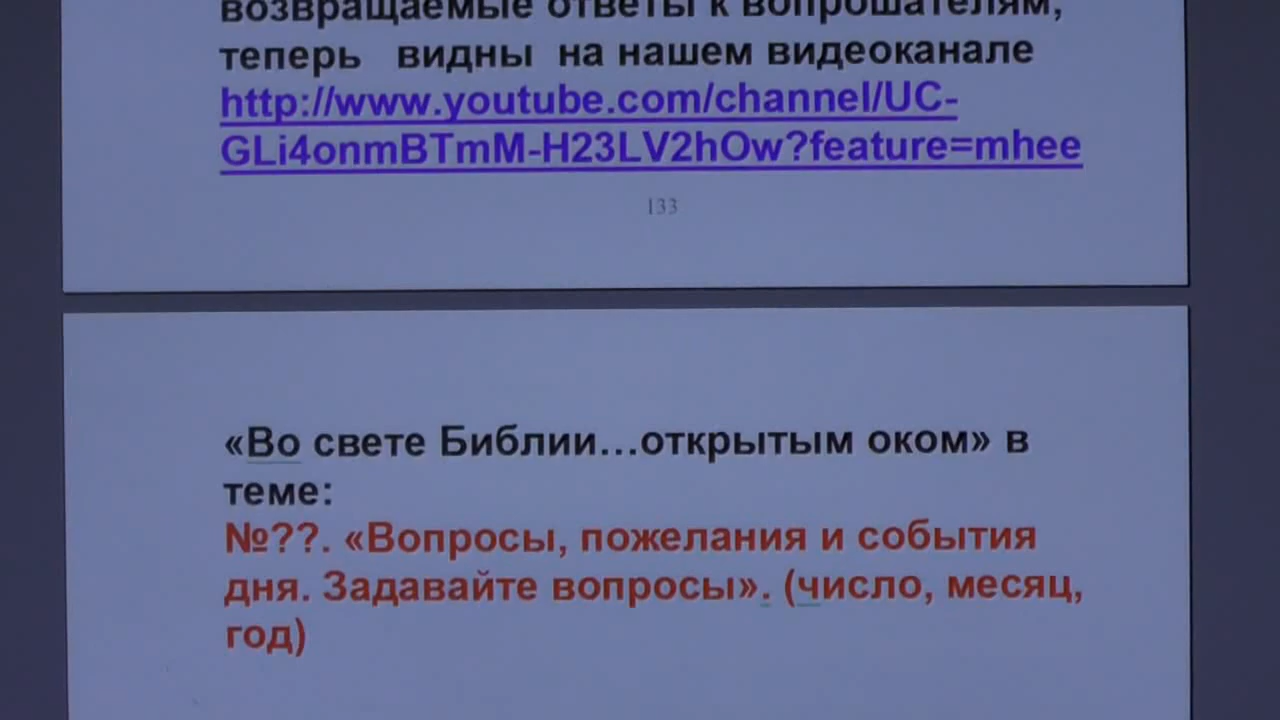 возвращаемые ответы к вопрошателям,
теперь видны на нашем видеоканале
http://www.youtube.com/channel/UC-
GLi4onmBTmM-H23LV2hOw?feature=mhee
133
«Во свете Библии…открытым оком» в
теме:
№??. «Вопросы, пожелания и события
дня. Задавайте вопросы». (число, месяц,
год)